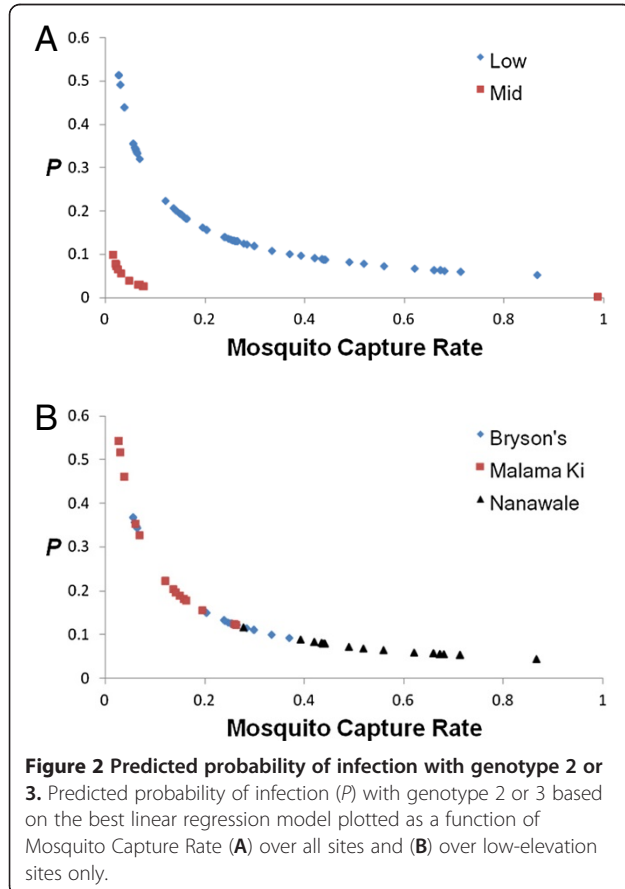 A
Low
Mid
0.6
0.5
0.4
0.3
0.2
0.1
0
P
0
0.2
0.4
0.6
0.8
1
Mosquito Capture Rate
B
Bryson's
Malama Ki
Nanawale
0.6
0.5
0.4
0.3
0.2
0.1
0
P
0
0.2
0.4
0.6
0.8
1
Mosquito Capture Rate
Figure 2 Predicted probability of infection with genotype 2 or
3. Predicted probability of infection (P) with genotype 2 or 3 based
on the best linear regression model plotted as a function of
Mosquito Capture Rate (A) over all sites and (B) over low-elevation
sites only.